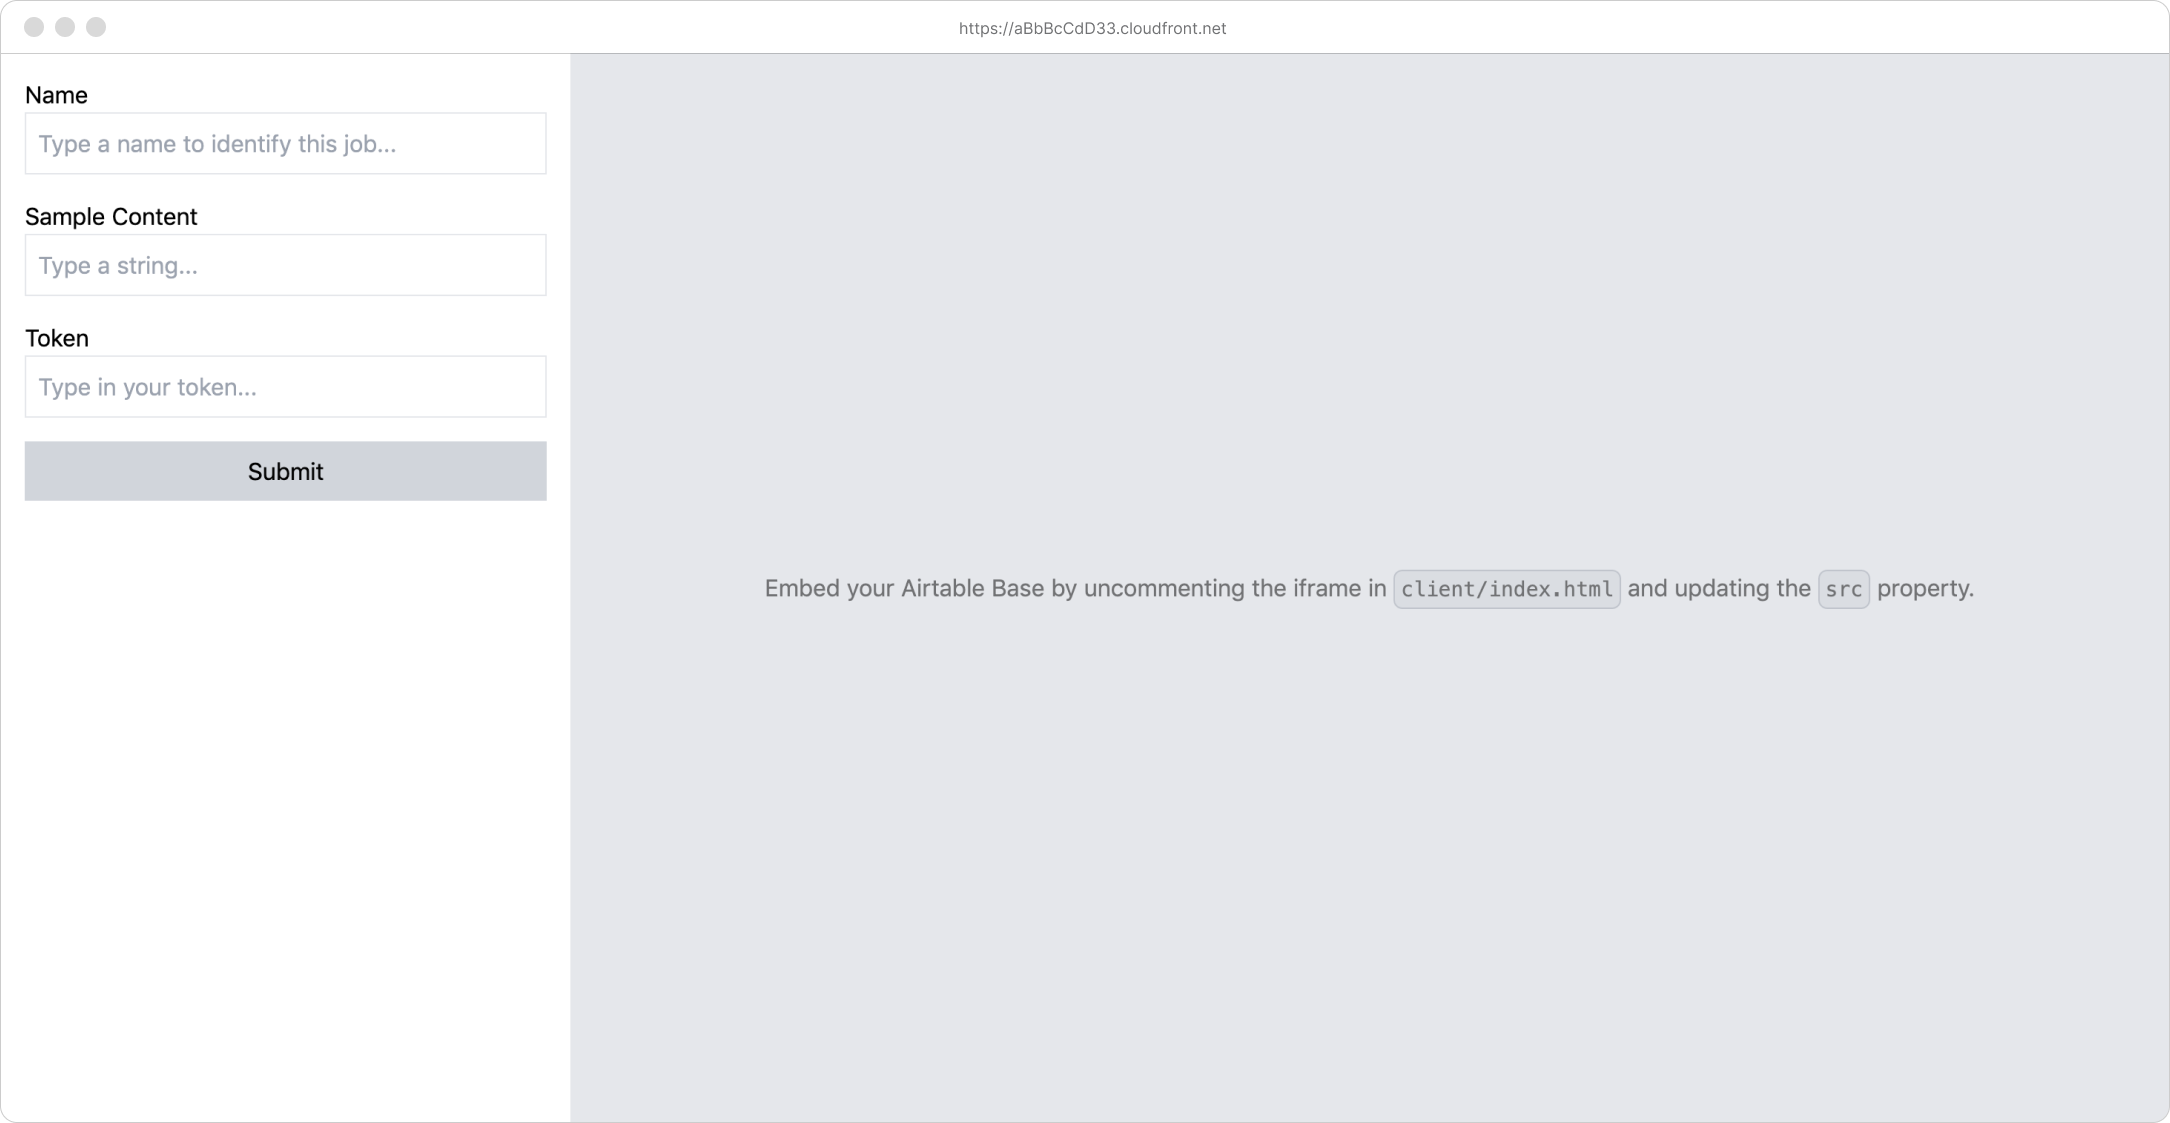 https://aBbBcCdD33.cloudfront.net
Name
Type a name to identify this job...
Sample Content
Type a string...
Token
Type in your token...
Submit
Embed your Airtable Base by uncommenting the iframe in client/index.html and updating the src property.